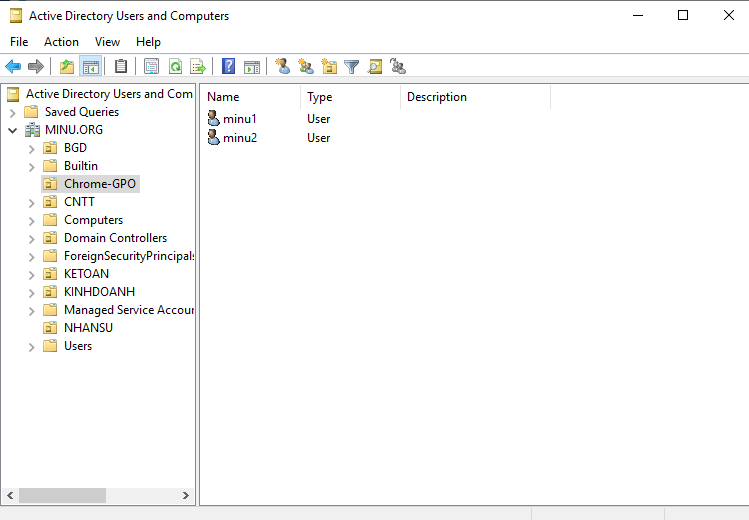 Active Directory Users and Computers
File Action View Help
Active Directory Users and Com
Saved Queries
MINU.ORG
BGD
Builtin
Chrome-GPO
CNTT
Computers
Domain Controllers
ForeignSecurityPrincipals
KETOAN
KINHDOANH
Managed Service Accour
NHANSU
Users
Name Type Description
minu1 User
minu2 User